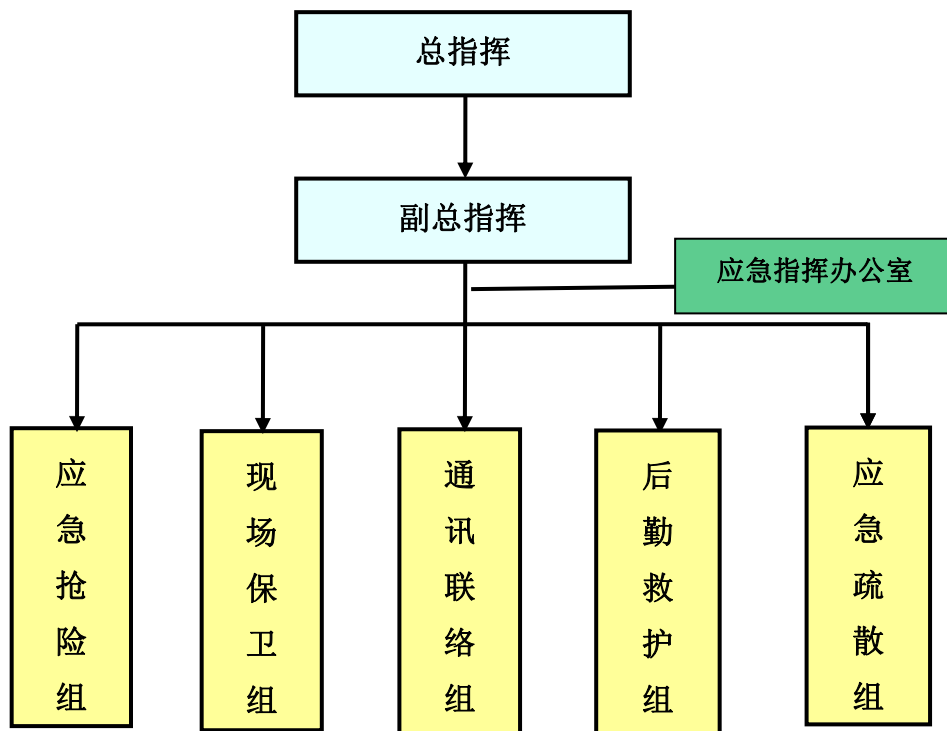 总指挥
副总指挥
应急指挥办公室
应急抢险组
现场保卫组
通讯联络组
后勤救护组
应急疏散组